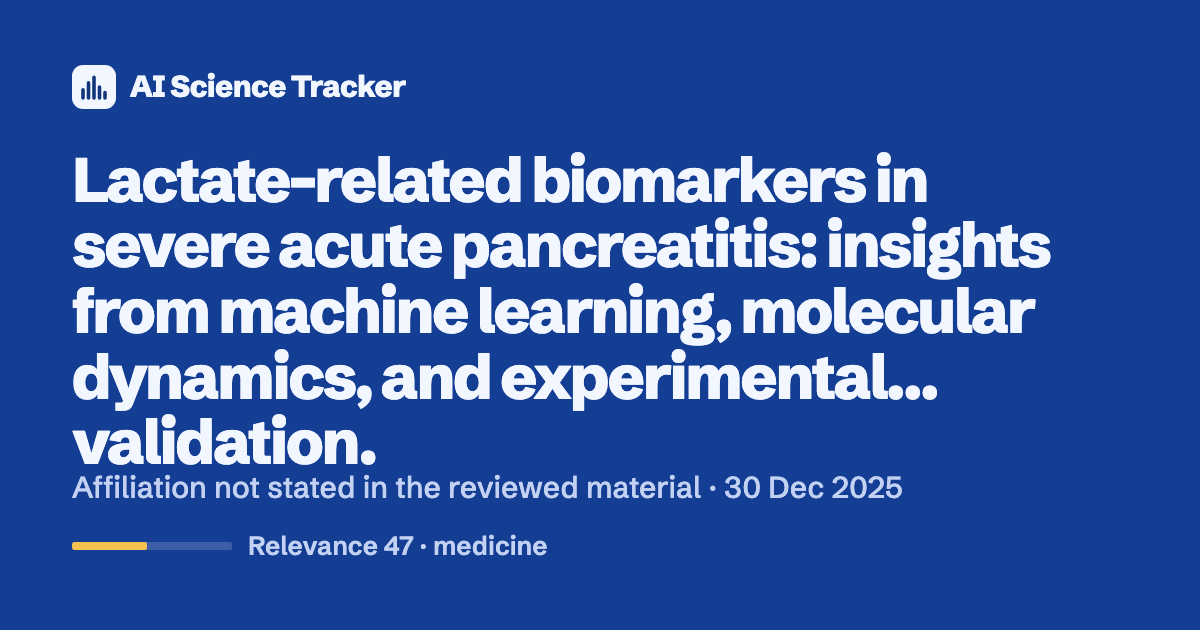 AI Science Tracker
Lactate-related biomarkers in
severe acute pancreatitis: insights
from machine learning, molecular
dynamics, and experimental...
validation.
Affiliation not stated in the reviewed material · 30 Dec 2025
Relevance 47 · medicine